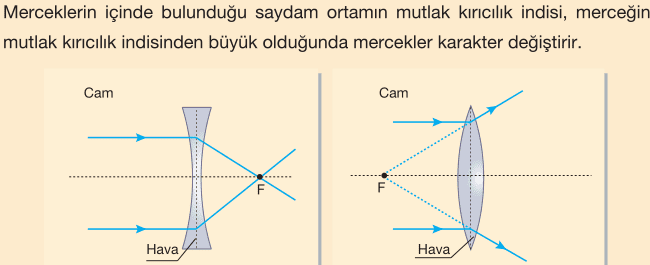 Merceklerin içinde bulunduğu saydam ortamın mutlak kırıcılık indisi, merceğin
mutlak kırıcılık indisinden büyük olduğunda mercekler karakter değiştirir.
Cam
F
Hava
Cam
F
Hava